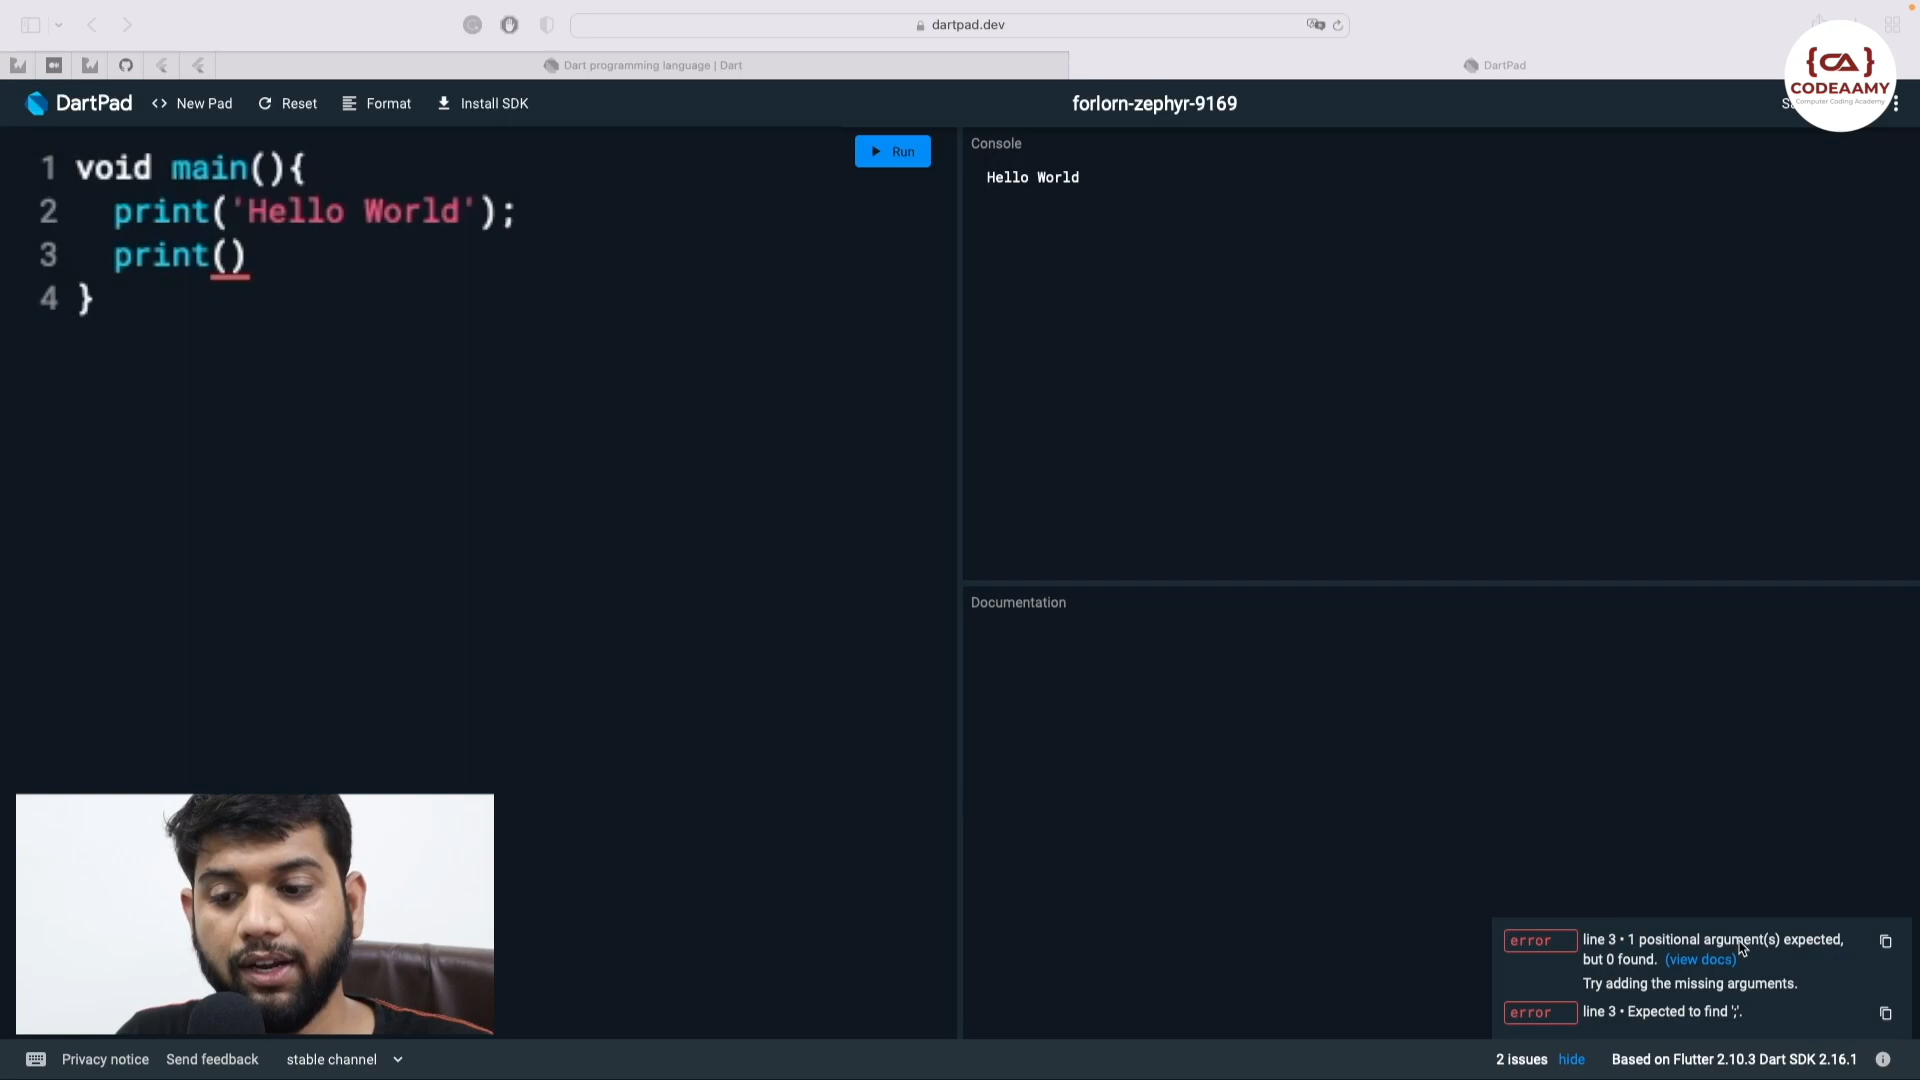 dartpad.dev
Dart programming language | Dart
DartPad
{CA}
CODEAAMY
Computer Coding Academy
DartPad
<> New Pad
Reset
Format
Install SDK
forlorn-zephyr-9169
Run
1 void main(){
2 print('Hello World');
3 print()
4 }
Console
Hello World
Documentation
error line 3 • 1 positional argument(s) expected,
but 0 found. (view docs)
Try adding the missing arguments.
error line 3 • Expected to find ';'.
Privacy notice
Send feedback
stable channel
2 issues hide
Based on Flutter 2.10.3 Dart SDK 2.16.1